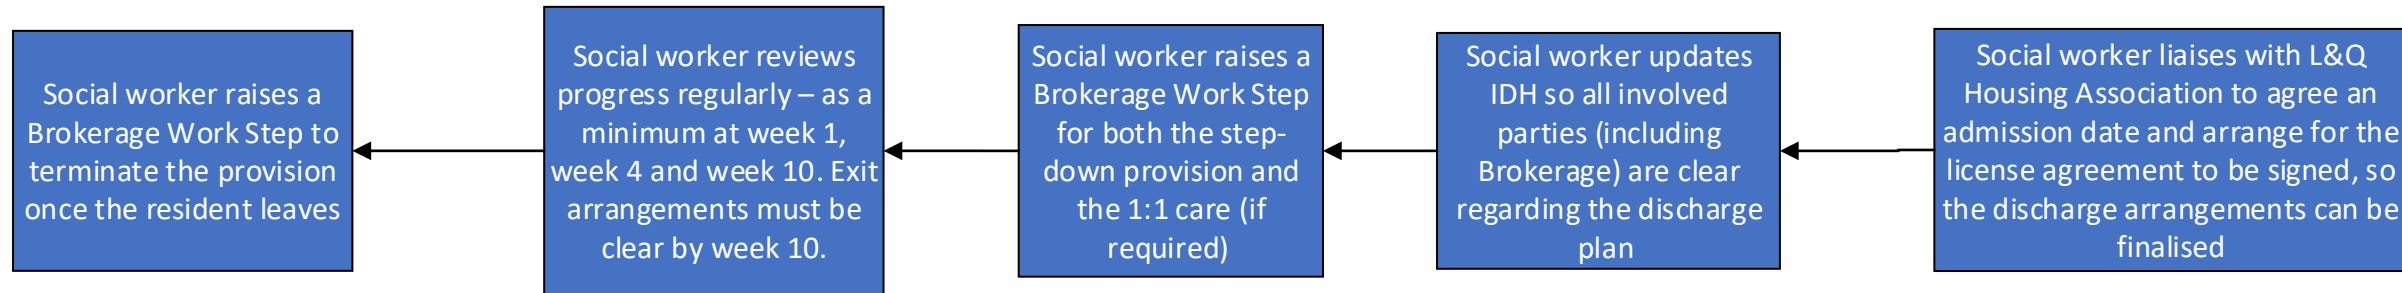 Social worker raises a
Brokerage Work Step to
terminate the provision
once the resident leaves
Social worker reviews
progress regularly – as a
minimum at week 1,
week 4 and week 10. Exit
arrangements must be
clear by week 10.
Social worker raises a
Brokerage Work Step
for both the step-
down provision and
the 1:1 care (if
required)
Social worker updates
IDH so all involved
parties (including
Brokerage) are clear
regarding the discharge
plan
Social worker liaises with L&Q
Housing Association to agree an
admission date and arrange for the
license agreement to be signed, so
the discharge arrangements can be
finalised